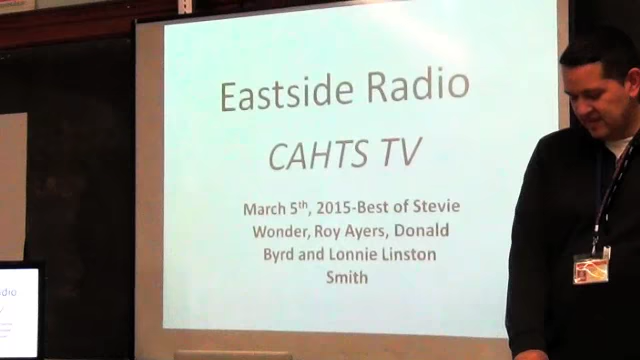 Eastside Radio
CAHTS TV
March 5th, 2015-Best of Stevie
Wonder, Roy Ayers, Donald
Byrd and Lonnie Linston
Smith